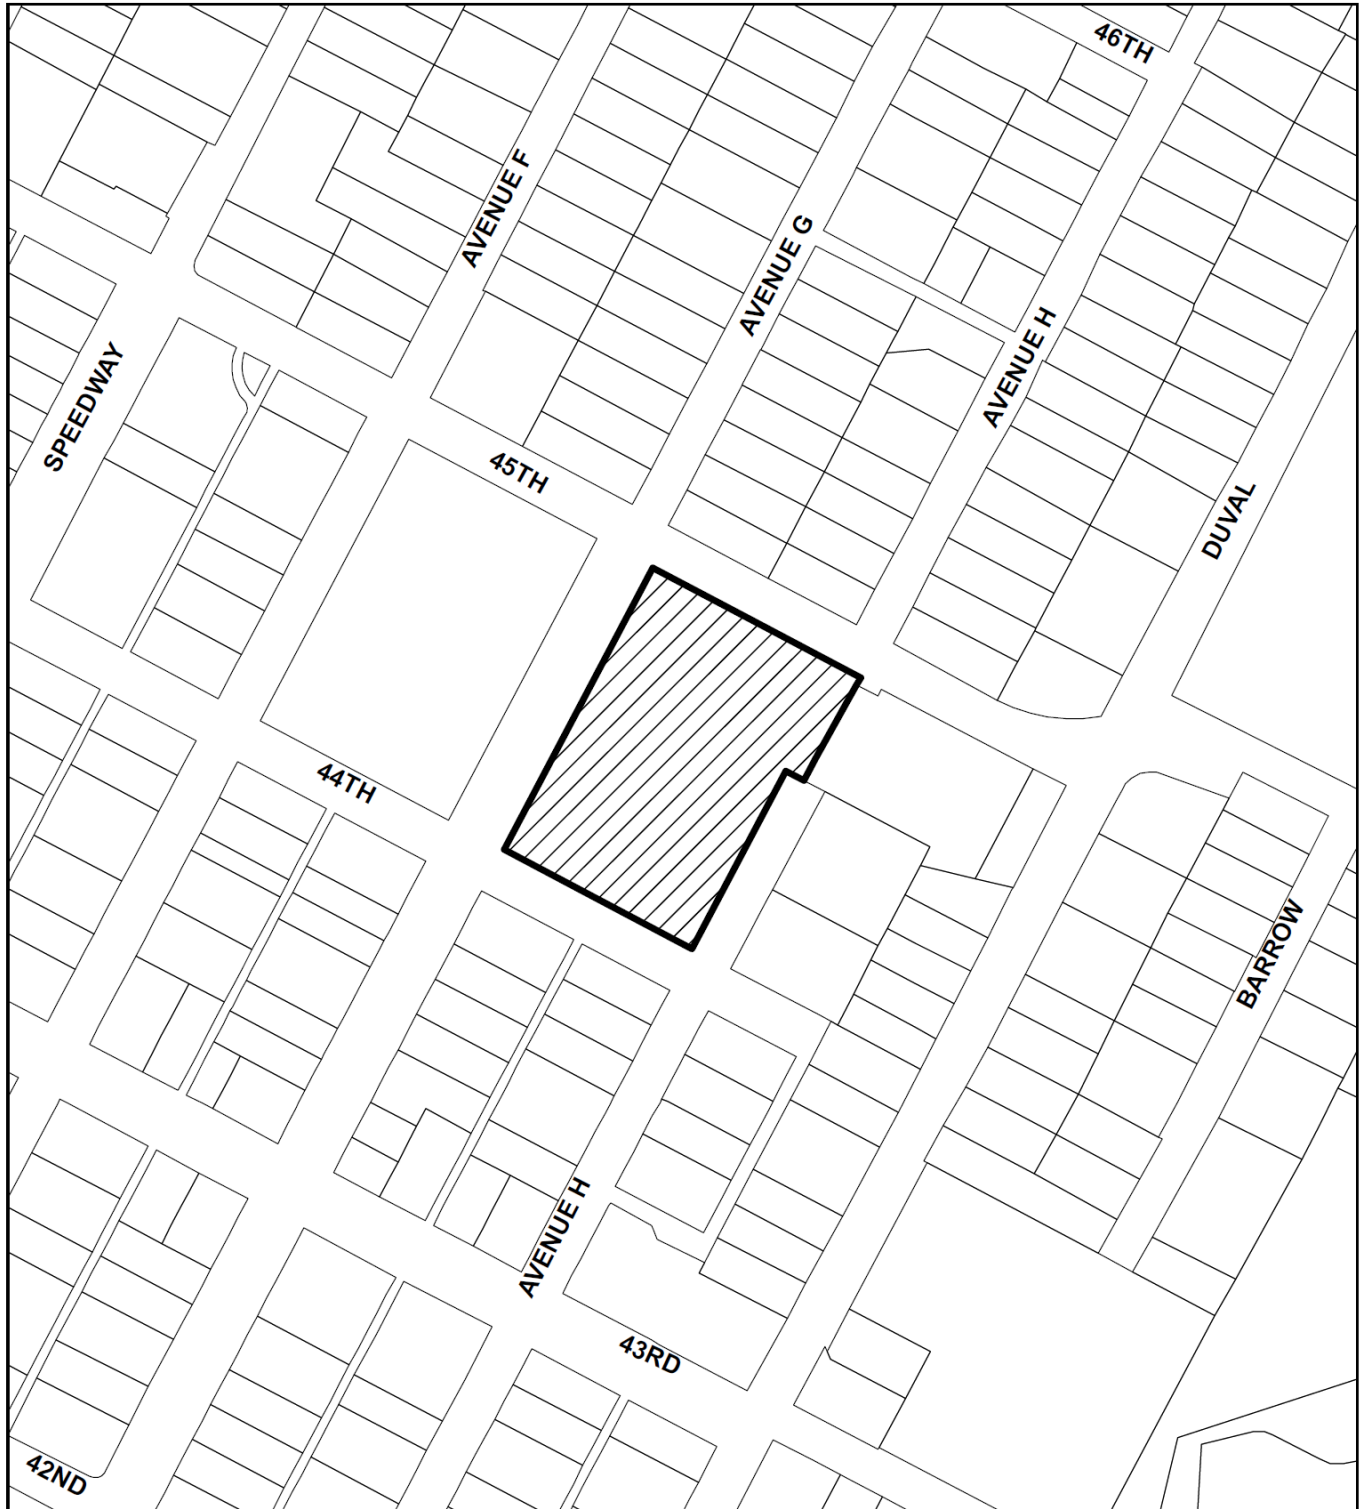 46TH
AVENUE F
AVENUE G
AVENUE H
SPEEDWAY
45TH
DUVAL
44TH
BARROW
AVENUE H
43RD
42ND